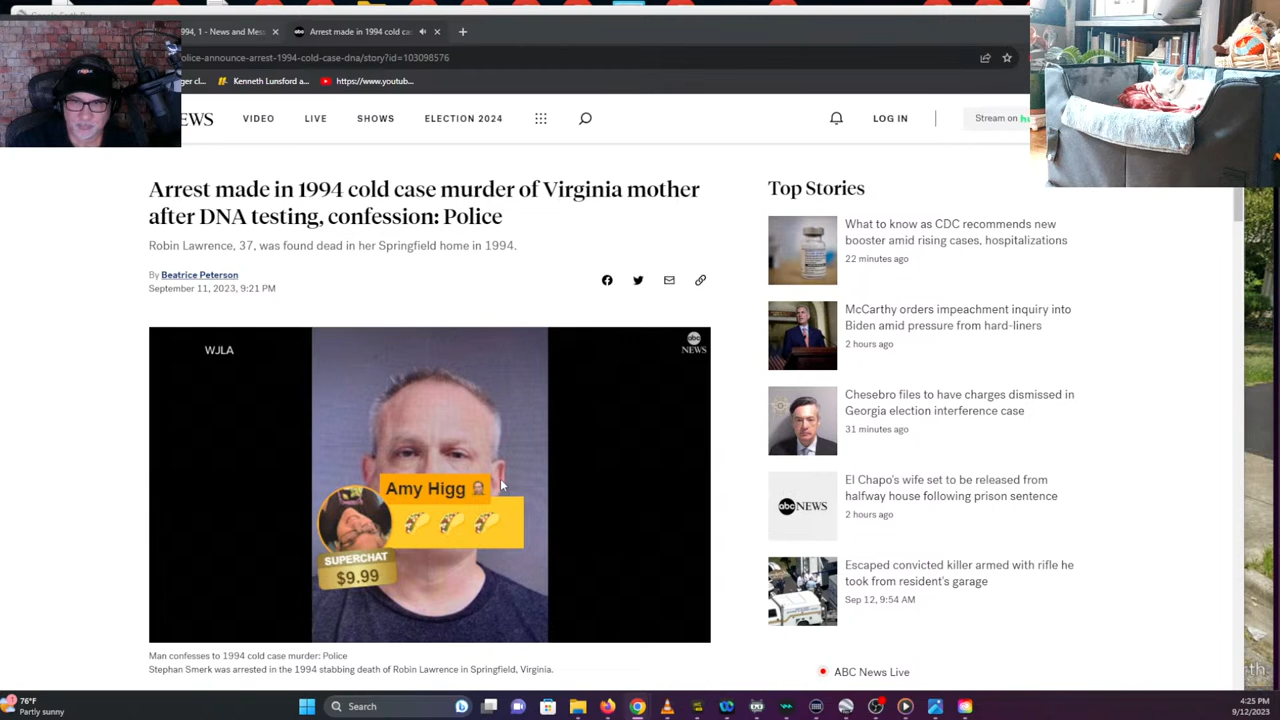 1994, 1 - News and Mess
Arrest made in 1994 cold ca
olice-announce-arrest-1994-cold-case-dna/story?id=103098576
ger cl...
Kenneth Lunsford a...
https://www.youtub...
EWS
VIDEO
LIVE
SHOWS
ELECTION 2024
LOG IN
Stream on
Arrest made in 1994 cold case murder of Virginia mother
after DNA testing, confession: Police
Robin Lawrence, 37, was found dead in her Springfield home in 1994.
By Beatrice Peterson
September 11, 2023, 9:21 PM
WJLA
abc
NEWS
Amy Higg
SUPERCHAT
$9.99
Man confesses to 1994 cold case murder: Police
Stephan Smerk was arrested in the 1994 stabbing death of Robin Lawrence in Springfield, Virginia.
Top Stories
What to know as CDC recommends new
booster amid rising cases, hospitalizations
22 minutes ago
McCarthy orders impeachment inquiry into
Biden amid pressure from hard-liners
2 hours ago
Chesebro files to have charges dismissed in
Georgia election interference case
31 minutes ago
abc NEWS
El Chapo's wife set to be released from
halfway house following prison sentence
2 hours ago
Escaped convicted killer armed with rifle he
took from resident's garage
Sep 12, 9:54 AM
ABC News Live
76°F
Partly sunny
Search
4:25 PM
9/12/2023